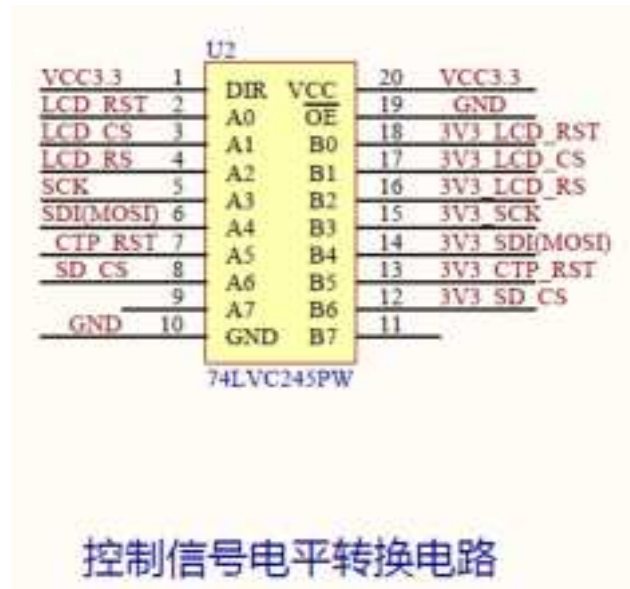 U2
VCC3.3 1 DIR VCC 20 VCC3.3
LCD_RST 2 A0 OE 19 GND
LCD_CS 3 A1 B0 18 3V3_LCD_RST
LCD_RS 4 A2 B1 17 3V3_LCD_CS
SCK 5 A3 B2 16 3V3_LCD_RS
SDI(MOSI) 6 A4 B3 15 3V3_SCK
CTP_RST 7 A5 B4 14 3V3_SDI(MOSI)
SD_CS 8 A6 B5 13 3V3_CTP_RST
9 A7 B6 12 3V3_SD_CS
GND 10 GND B7 11
74LVC245PW
控制信号电平转换电路